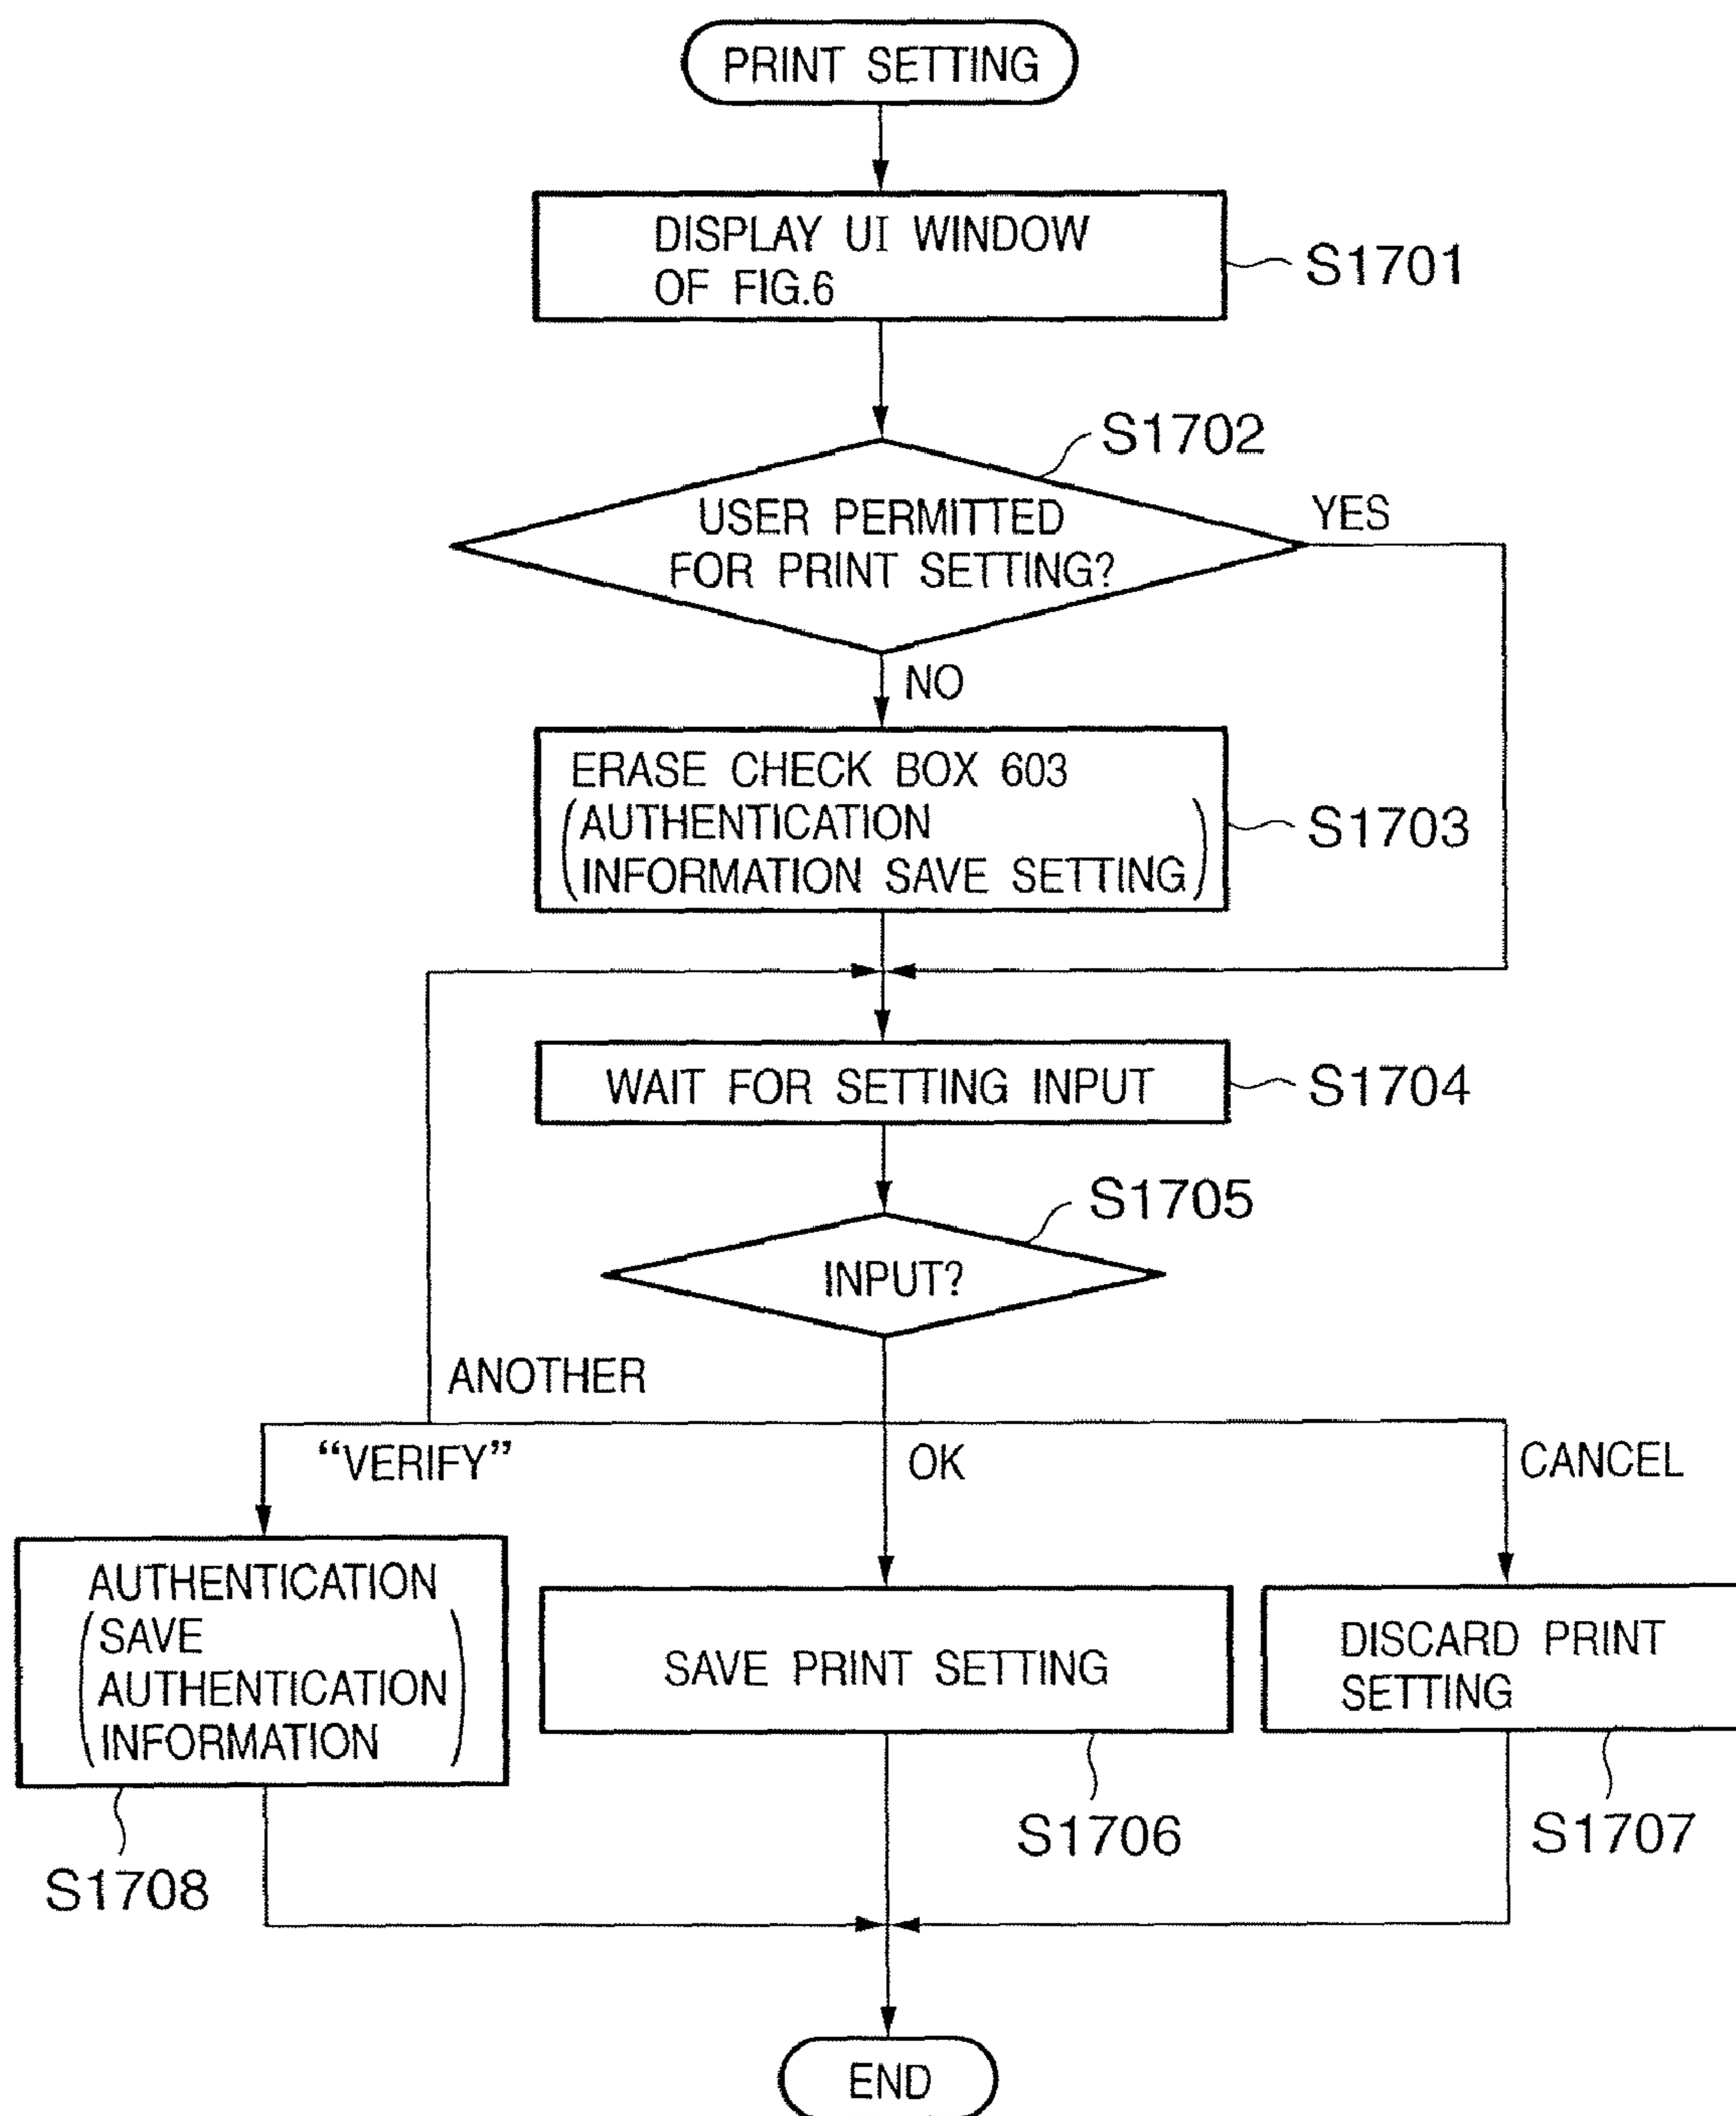 PRINT SETTING
DISPLAY UI WINDOW
OF FIG.6
S1701
S1702
USER PERMITTED
FOR PRINT SETTING?
YES
NO
ERASE CHECK BOX 603
(AUTHENTICATION
INFORMATION SAVE SETTING)
S1703
WAIT FOR SETTING INPUT
S1704
S1705
INPUT?
ANOTHER
“VERIFY”
OK
CANCEL
AUTHENTICATION
(SAVE
AUTHENTICATION
INFORMATION)
SAVE PRINT SETTING
DISCARD PRINT
SETTING
S1708
S1706
S1707
END